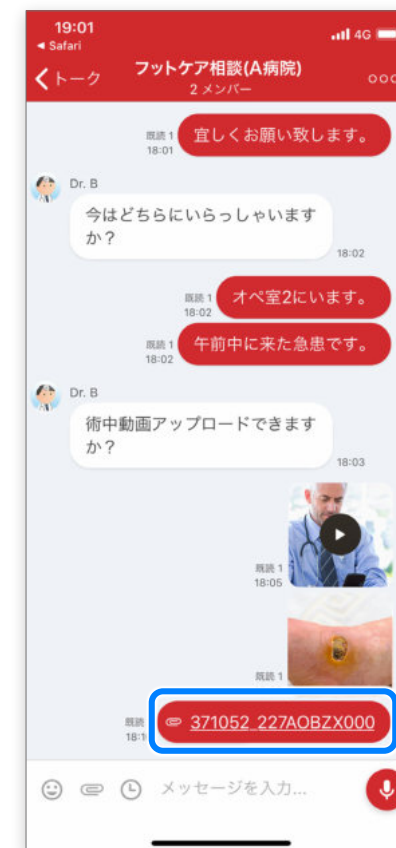 19:01
4G
◀ Safari
トーク
フットケア相談(A病院)
2 メンバー
既読 1
18:01
宜しくお願い致します。
Dr. B
今はどちらにいらっしゃいます
か？
18:02
既読 1
18:02
オペ室2にいます。
既読 1
18:02
午前中に来た急患です。
Dr. B
術中動画アップロードできます
か？
18:03
既読 1
18:05
既読 1
既読
371052_227AOBZX000
メッセージを入力...